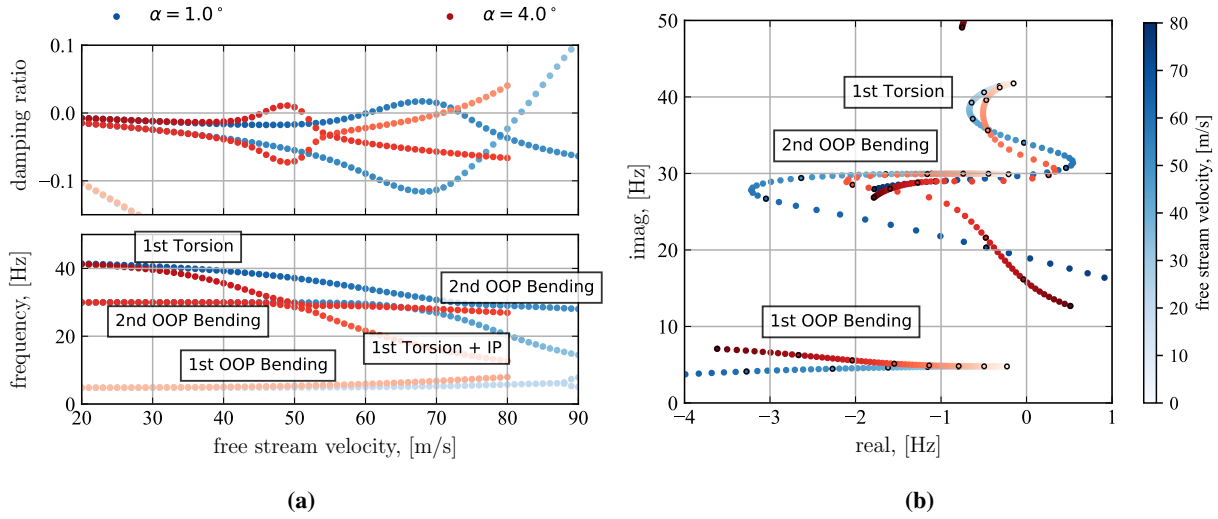 α = 1.0°
α = 4.0°
damping ratio
0.1
0.0
−0.1
frequency, [Hz]
40
20
0
1st Torsion
2nd OOP Bending
2nd OOP Bending
1st Torsion + IP
1st OOP Bending
20
30
40
50
60
70
80
90
free stream velocity, [m/s]
(a)
imag, [Hz]
50
40
30
20
10
0
1st Torsion
2nd OOP Bending
1st OOP Bending
−4
−3
−2
−1
0
1
real, [Hz]
80
70
60
50
40
30
20
10
0
free stream velocity, [m/s]
(b)